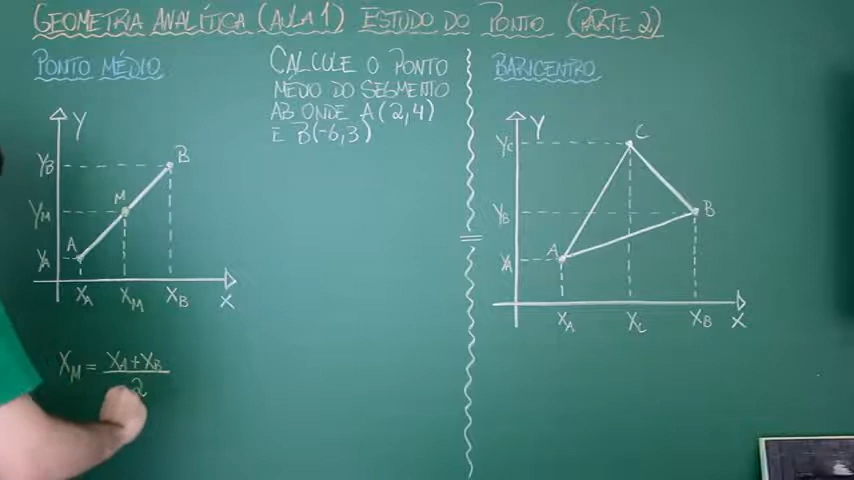 GEOMETRIA ANALÍTICA (AULA 1) ESTUDO DO PONTO (PARTE 2)
PONTO MÉDIO
CALCULE O PONTO
MÉDIO DO SEGMENTO
AB ONDE A(2,4)
E B(-6,3)
Y
YB
B
M
YM
A
YA
XA XM XB X
XM = XA+XB
2
BARICENTRO
Y
C
YC
YB
B
A
YA
XA XC XB X